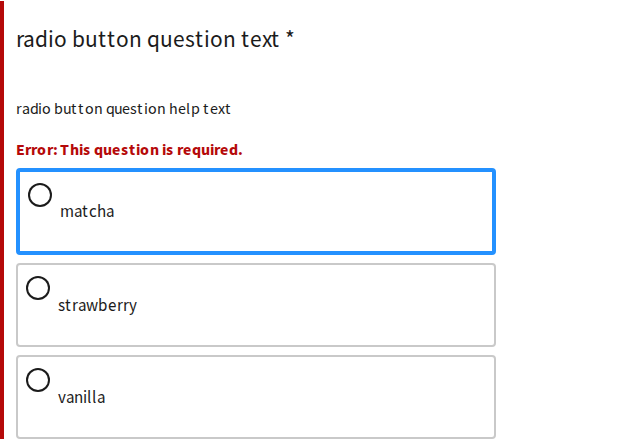 radio button question text *
radio button question help text
Error: This question is required.
matcha
strawberry
vanilla